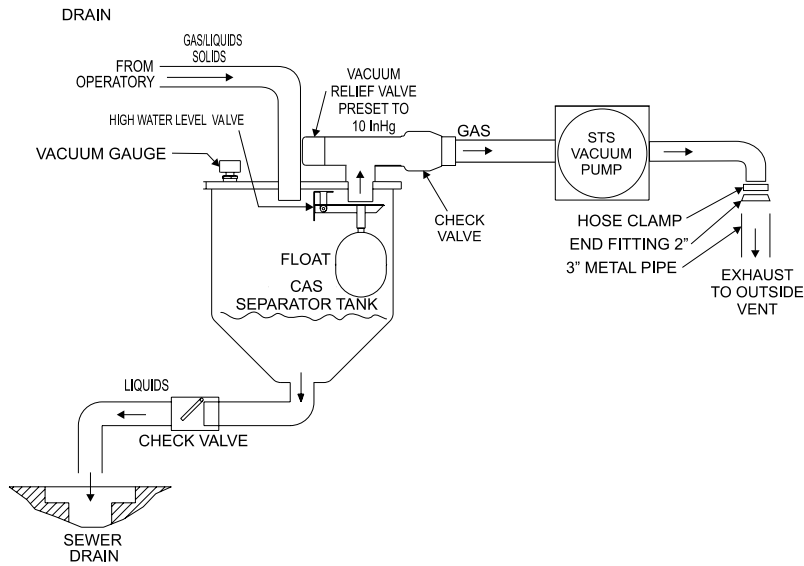 DRAIN
GAS/LIQUIDS
SOLIDS
FROM
OPERATORY
VACUUM
RELIEF VALVE
PRESET TO
10 InHg
HIGH WATER LEVEL VALVE
VACUUM GAUGE
GAS
STS
VACUUM
PUMP
CHECK
VALVE
HOSE CLAMP
END FITTING 2"
3" METAL PIPE
EXHAUST
TO OUTSIDE
VENT
FLOAT
CAS
SEPARATOR TANK
LIQUIDS
CHECK VALVE
SEWER
DRAIN